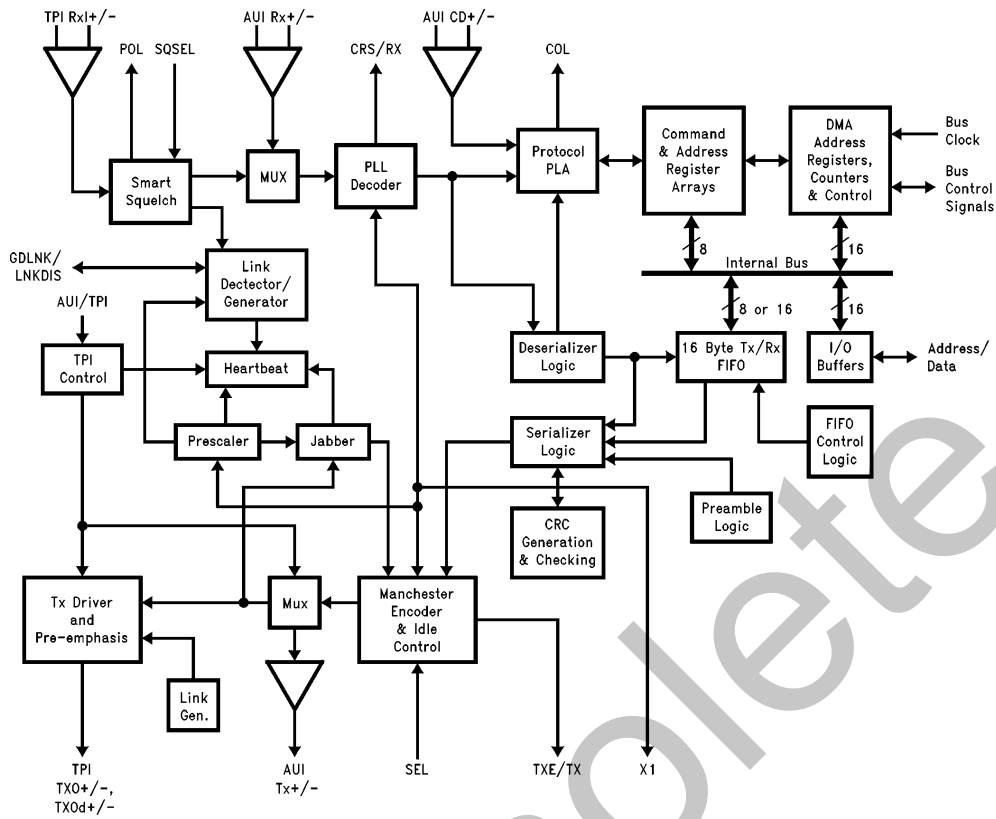 TPI RxI+/-
AUI Rx+/-
AUI CD+/-
POL
SQSEL
CRS/RX
COL
Smart
Squelch
MUX
PLL
Decoder
Protocol
PLA
Command
& Address
Register
Arrays
DMA
Address
Registers,
Counters
& Control
Bus
Clock
Bus
Control
Signals
8
16
Internal Bus
GDLNK/
LNKDIS
Link
Dectector/
Generator
AUI/TPI
8 or 16
16
TPI
Control
Heartbeat
Deserializer
Logic
16 Byte Tx/Rx
FIFO
I/O
Buffers
Address/
Data
Prescaler
Jabber
Serializer
Logic
FIFO
Control
Logic
Preamble
Logic
CRC
Generation
& Checking
Tx Driver
and
Pre-emphasis
Mux
Manchester
Encoder
& Idle
Control
Link
Gen.
TPI
TXO+/-,
TXOd+/-
AUI
Tx+/-
SEL
TXE/TX
X1
olete